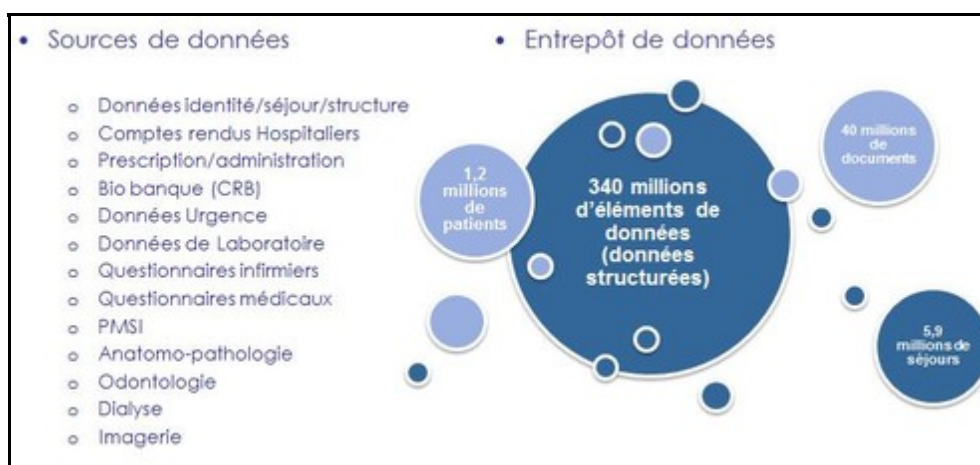 • Sources de données
o Données identité/séjour/structure
o Comptes rendus Hospitaliers
o Prescription/administration
o Bio banque (CRB)
o Données Urgence
o Données de Laboratoire
o Questionnaires infirmiers
o Questionnaires médicaux
o PMSI
o Anatomo-pathologie
o Odontologie
o Dialyse
o Imagerie
• Entrepôt de données
1,2
millions
de
patients
340 millions
d'éléments de
données
(données
structurées)
40 millions
de
documents
5,9
millions de
séjours